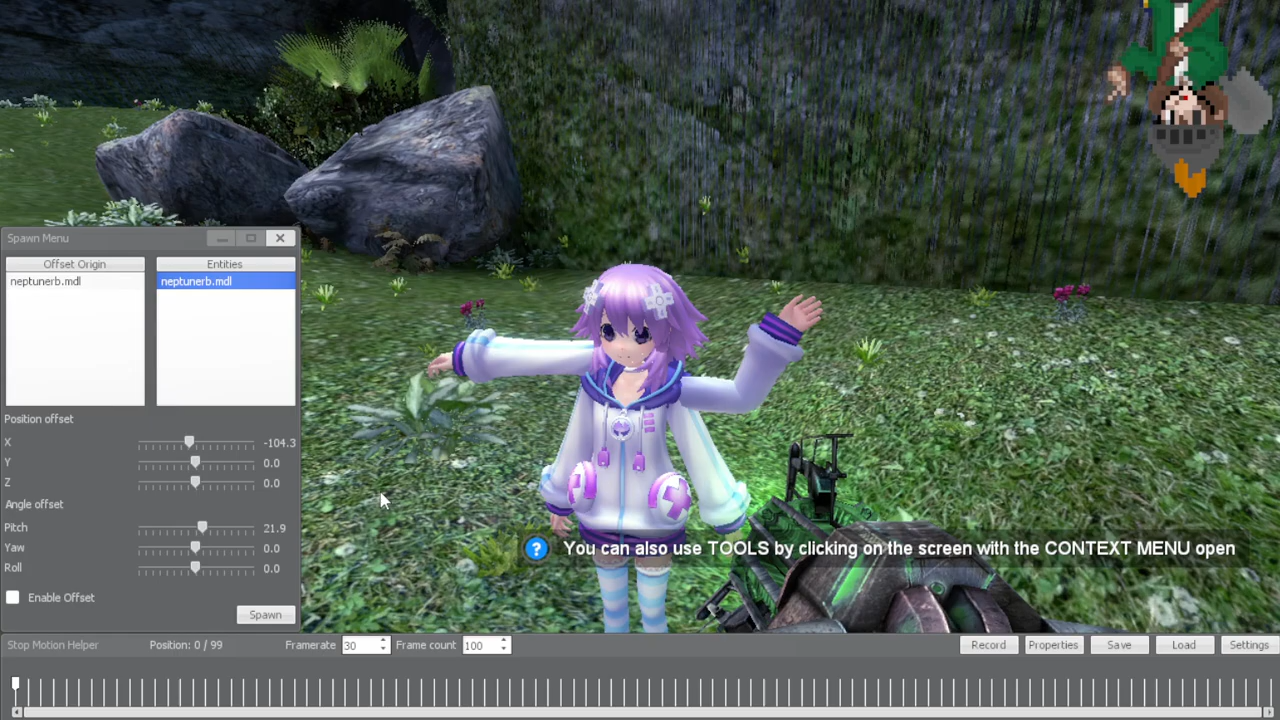 Spawn Menu
Offset Origin
Entities
neptunerb.mdl
neptunerb.mdl
Position offset
X -104.3
Y 0.0
Z 0.0
Angle offset
Pitch 21.9
Yaw 0.0
Roll 0.0
Enable Offset
Spawn
You can also use TOOLS by clicking on the screen with the CONTEXT MENU open
Stop Motion Helper Position: 0 / 99 Framerate 30 Frame count 100 Record Properties Save Load Settings